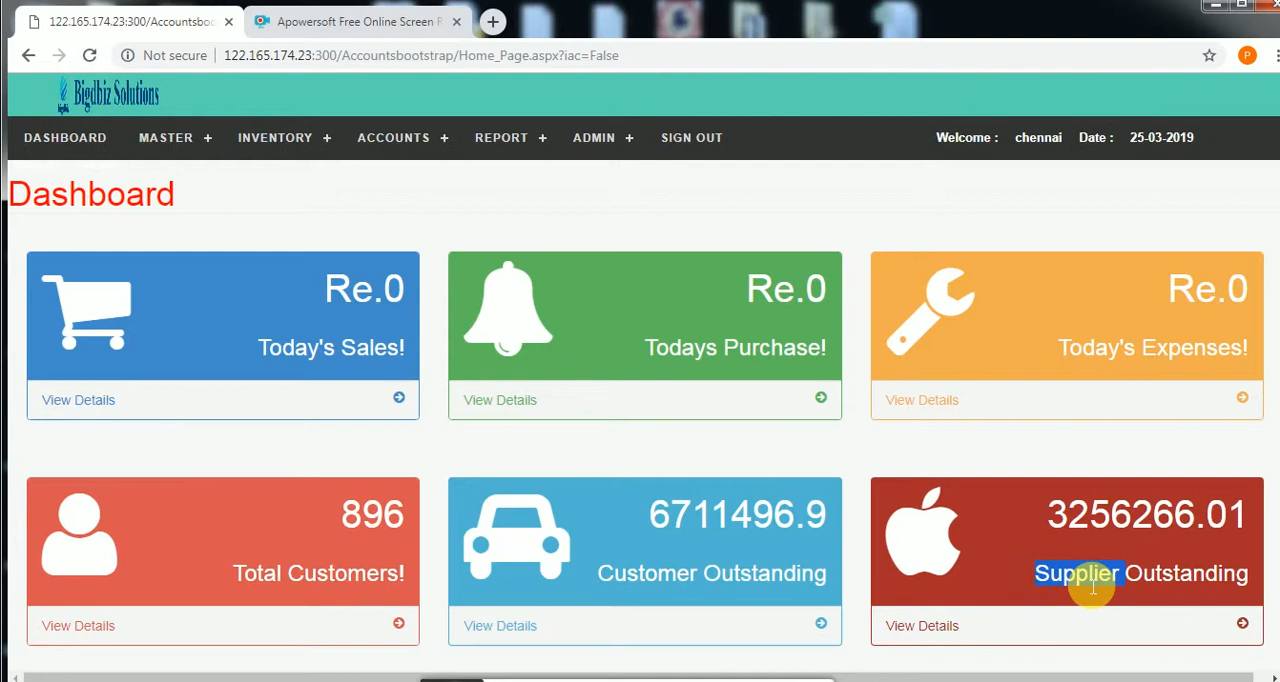 122.165.174.23:300/Accountsboo
Apowersoft Free Online Screen R
Not secure 122.165.174.23:300/Accountsbootstrap/Home_Page.aspx?iac=False
P
Bigdbiz Solutions
DASHBOARD MASTER + INVENTORY + ACCOUNTS + REPORT + ADMIN + SIGN OUT Welcome : chennai Date : 25-03-2019
Dashboard
Re.0
Today's Sales!
View Details
Re.0
Todays Purchase!
View Details
Re.0
Today's Expenses!
View Details
896
Total Customers!
View Details
6711496.9
Customer Outstanding
View Details
3256266.01
Supplier Outstanding
View Details